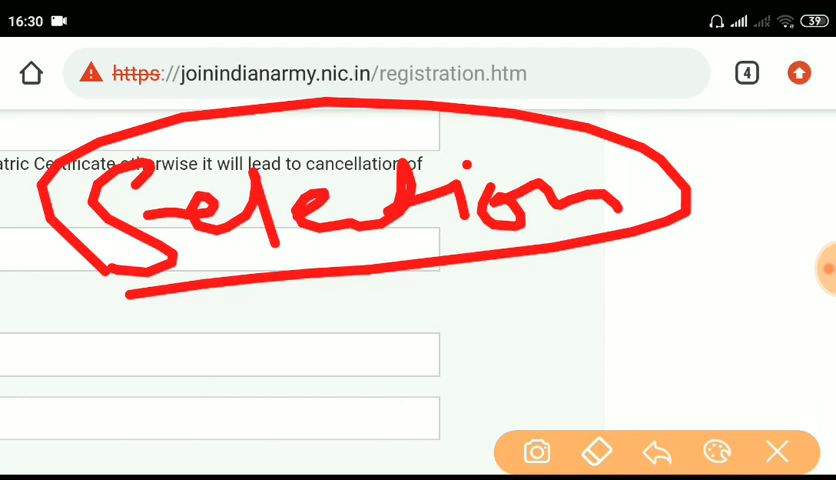 16:30 39
https://joinindianarmy.nic.in/registration.htm 4
atric Certificate otherwise it will lead to cancellation of
Selection